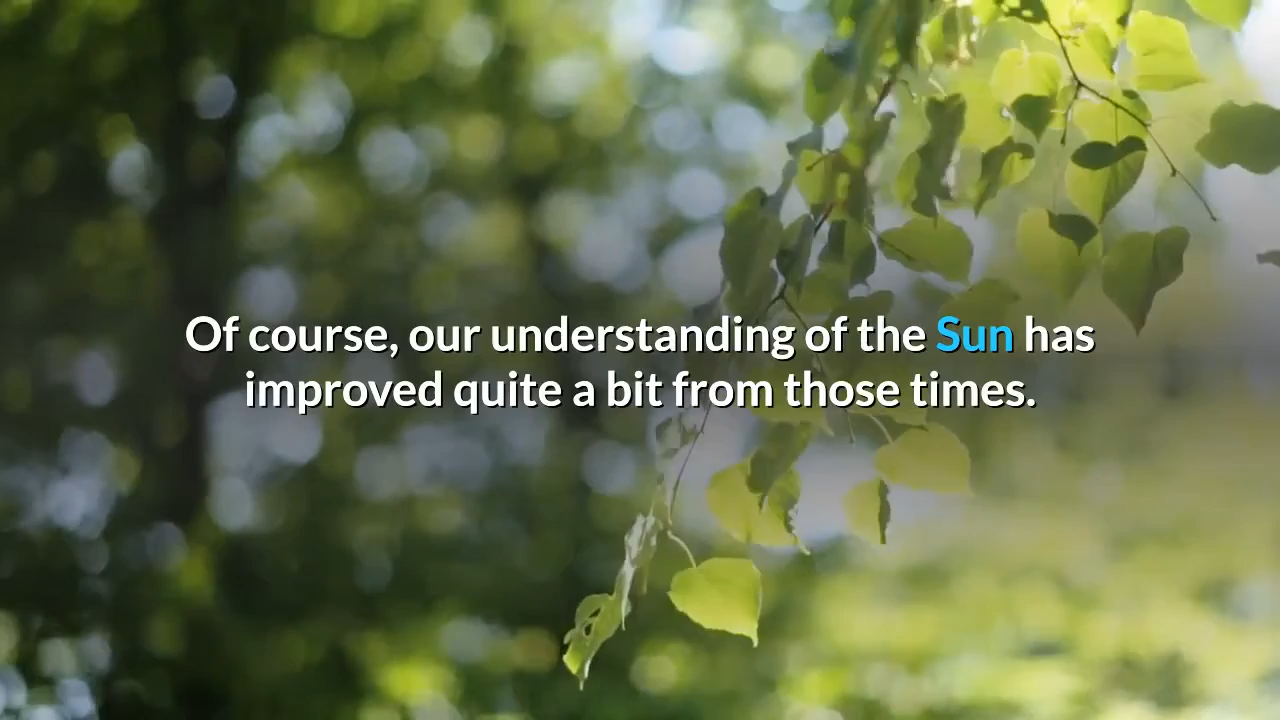 Of course, our understanding of the Sun has
improved quite a bit from those times.